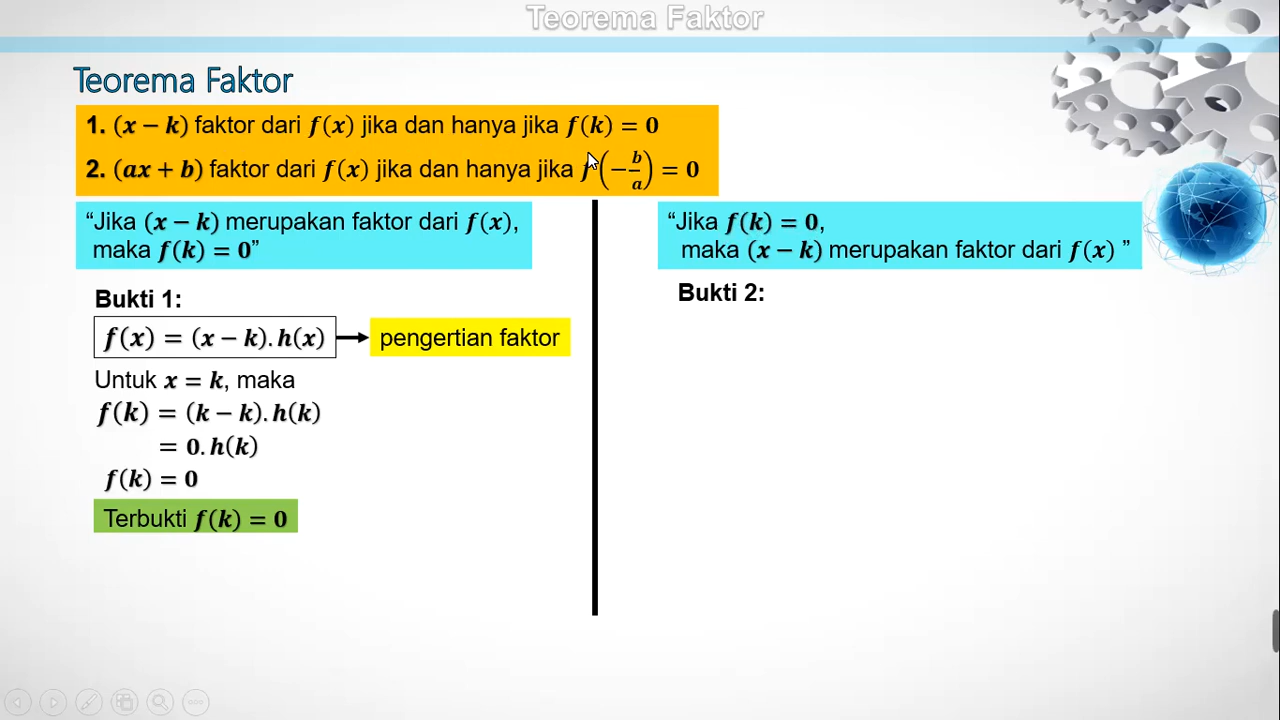 Teorema Faktor
Teorema Faktor
1. (x − k) faktor dari f(x) jika dan hanya jika f(k) = 0
2. (ax + b) faktor dari f(x) jika dan hanya jika f(−b/a) = 0
“Jika (x − k) merupakan faktor dari f(x),
maka f(k) = 0”
Bukti 1:
f(x) = (x − k). h(x)
pengertian faktor
Untuk x = k, maka
f(k) = (k − k). h(k)
= 0. h(k)
f(k) = 0
Terbukti f(k) = 0
“Jika f(k) = 0,
maka (x − k) merupakan faktor dari f(x) ”
Bukti 2: